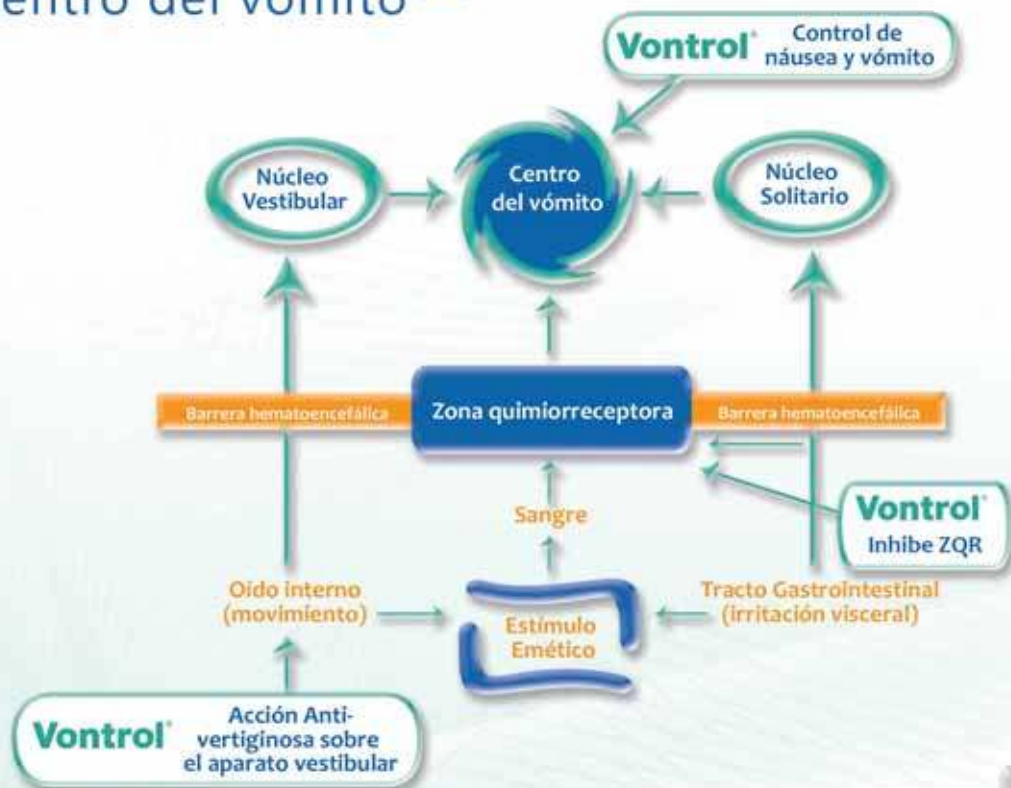 entro del vómito
Vontrol® Control de
náusea y vómito
Núcleo
Vestibular
Centro
del vómito
Núcleo
Solitario
Barrera hematoencefálica
Zona quimiorreceptora
Barrera hematoencefálica
Sangre
Vontrol®
Inhibe ZQR
Oido interno
(movimiento)
Estímulo
Emético
Tracto Gastrointestinal
(irritación visceral)
Vontrol® Acción Anti-
vertiginosa sobre
el aparato vestibular